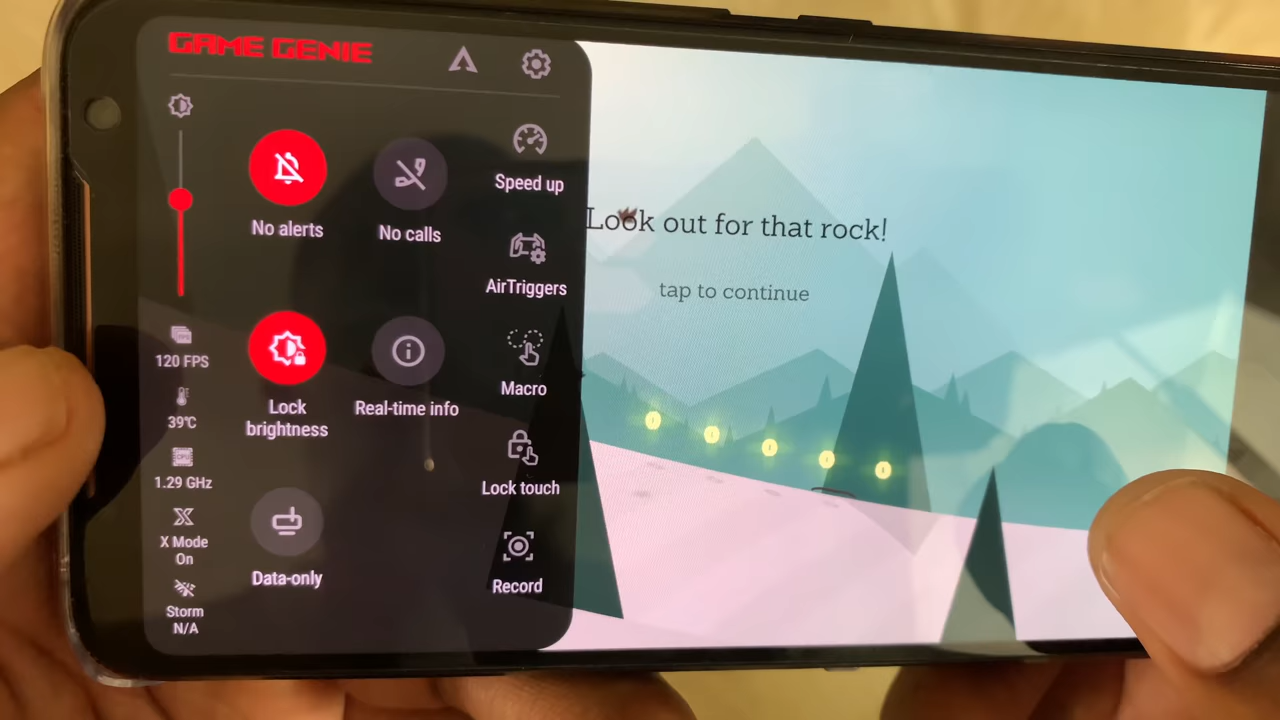 GAME GENIE
No alerts
No calls
Speed up
AirTriggers
120 FPS
39℃
Lock
brightness
Real-time info
Macro
1.29 GHz
Lock touch
X Mode
On
Data-only
Record
Storm
N/A
Look out for that rock!
tap to continue